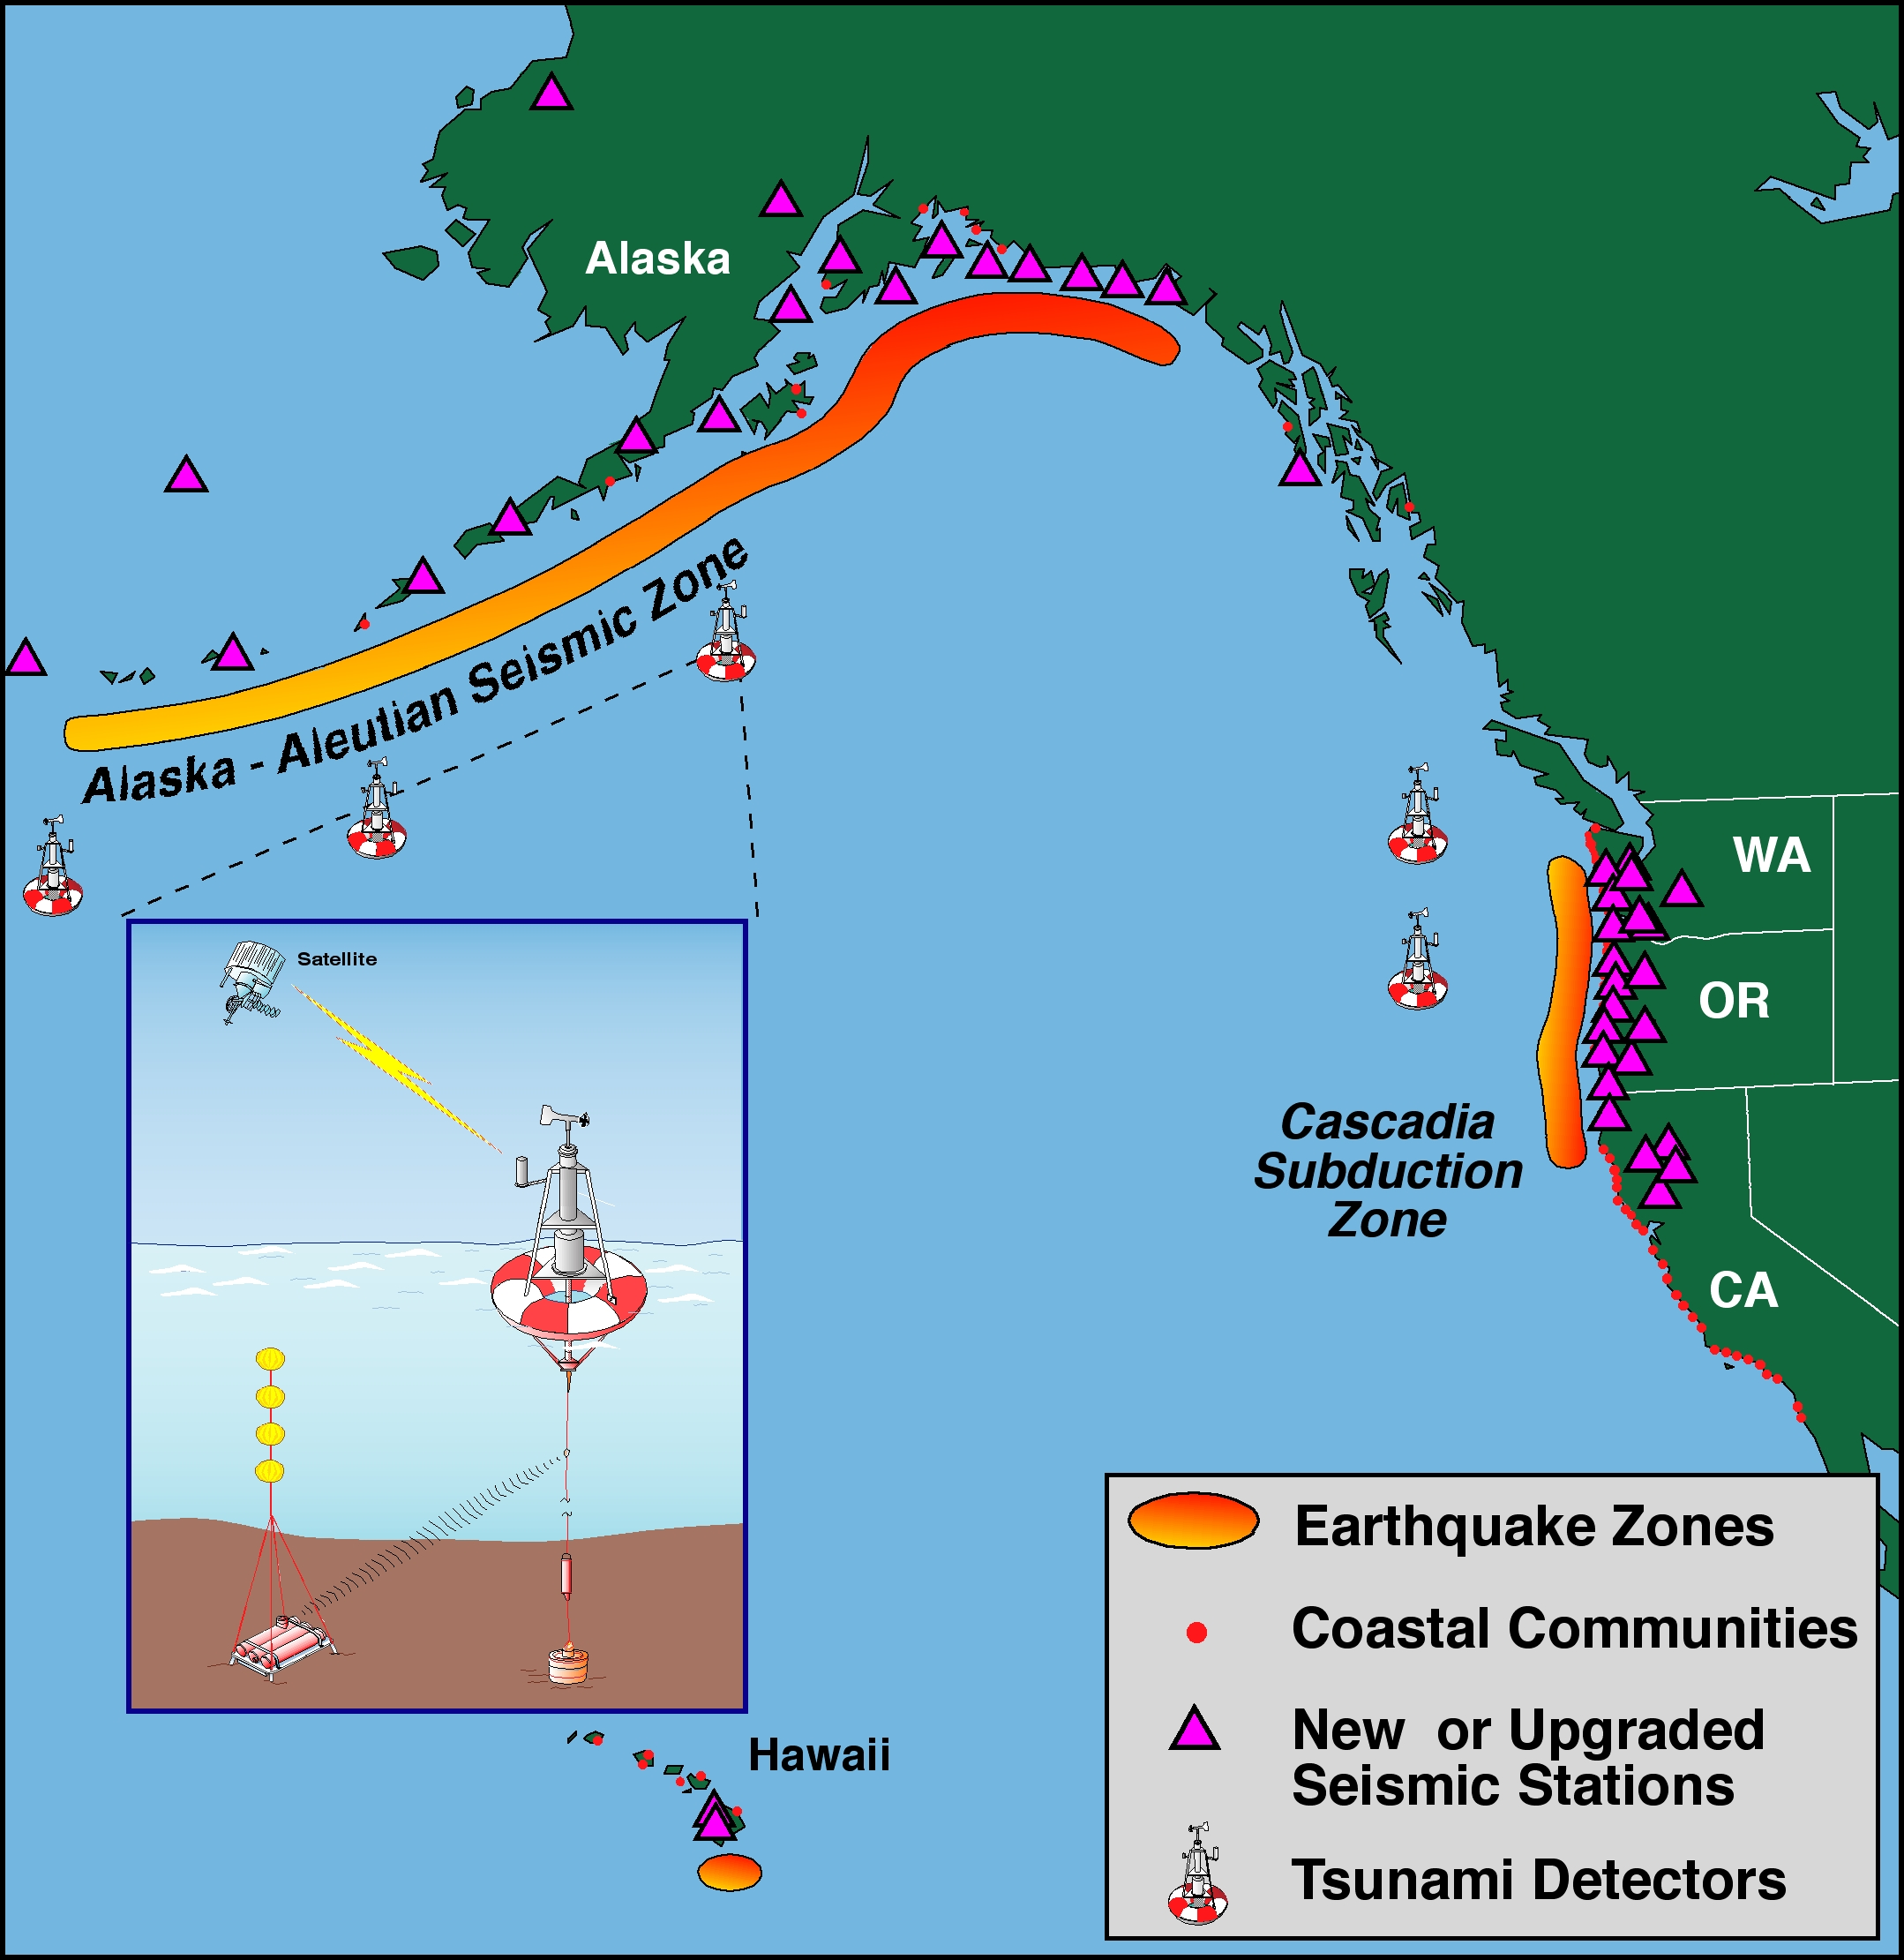 Alaska
Alaska - Aleutian Seismic Zone
WA
OR
Satellite
Cascadia
Subduction
Zone
CA
Earthquake Zones
Coastal Communities
New or Upgraded
Seismic Stations
Tsunami Detectors
Hawaii